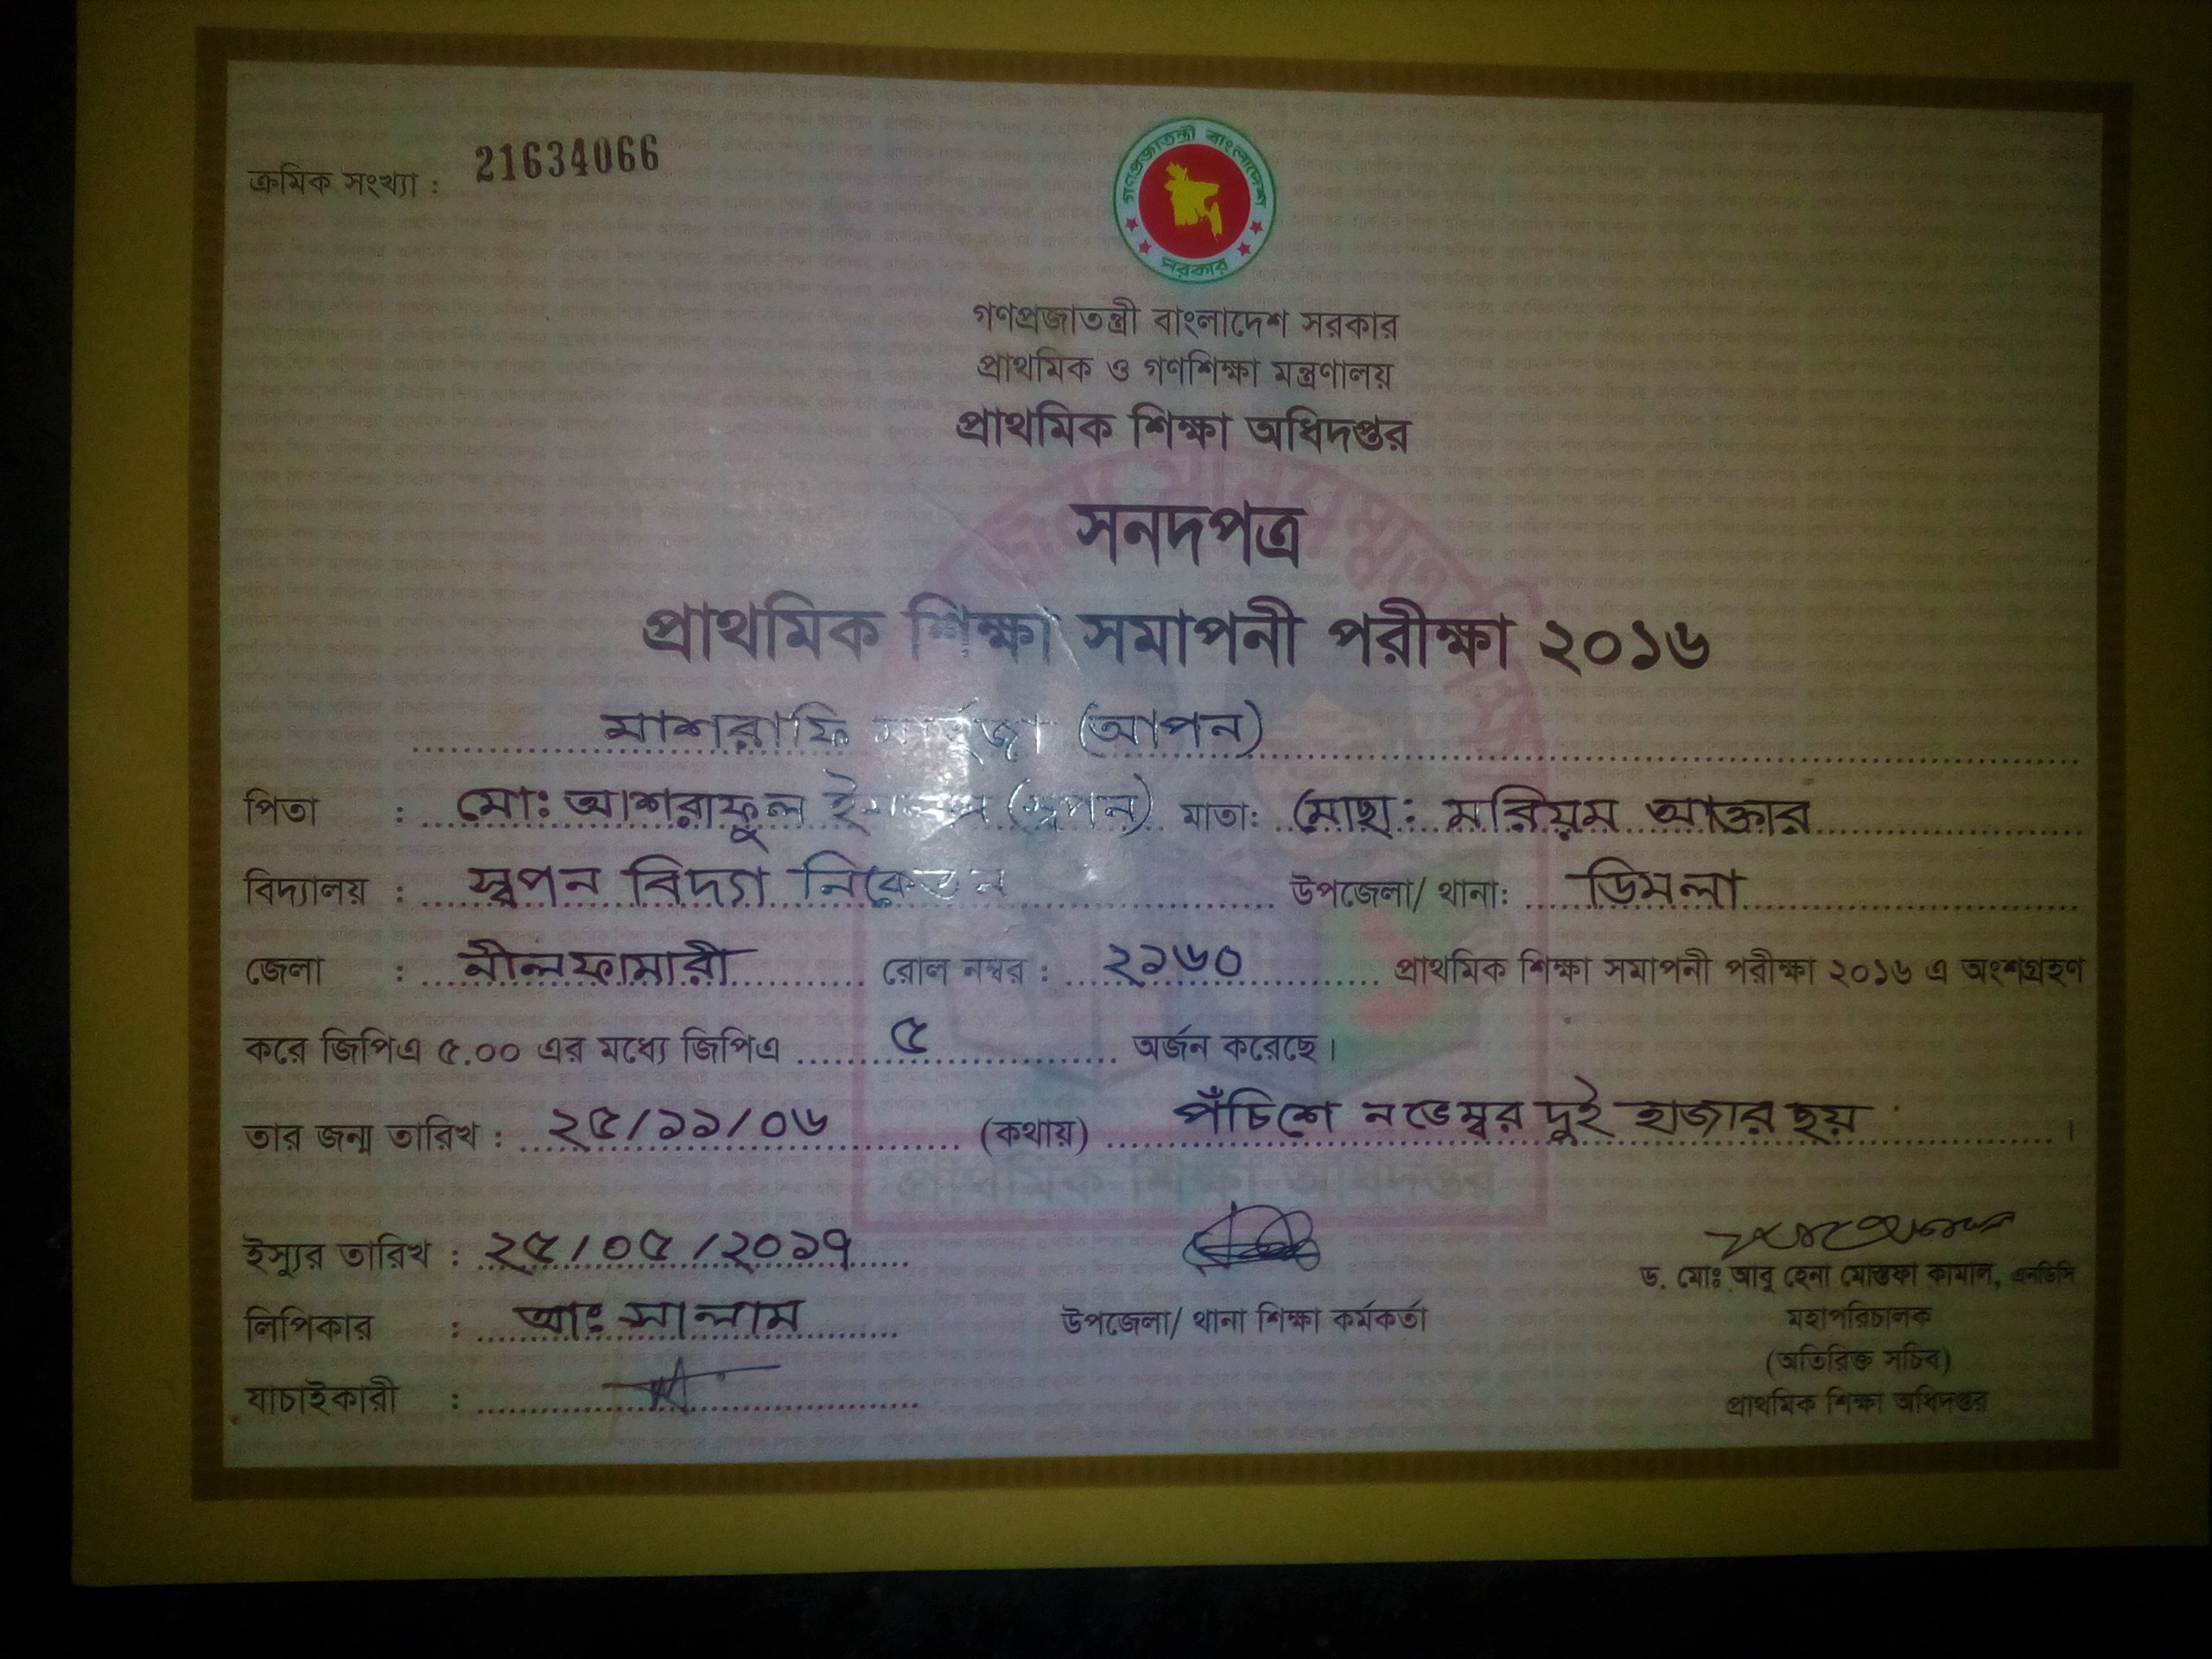 ক্রমিক সংখ্যা : 21634066
গণপ্রজাতন্ত্রী বাংলাদেশ
সরকার
গণপ্রজাতন্ত্রী বাংলাদেশ সরকার
প্রাথমিক ও গণশিক্ষা মন্ত্রণালয়
প্রাথমিক শিক্ষা অধিদপ্তর
সনদপত্র
প্রাথমিক শিক্ষা সমাপনী পরীক্ষা ২০১৬
মাশরাফি (আপন)
পিতা : মোঃ আশরাফুল (স্বপন) মাতা: মোছা: মরিয়ম আক্তার
বিদ্যালয় : স্বপন বিদ্যা নিকেতন উপজেলা/ থানা: ডিমলা
জেলা : নীলফামারী রোল নম্বর : ২১৬০ প্রাথমিক শিক্ষা সমাপনী পরীক্ষা ২০১৬ এ অংশগ্রহণ
করে জিপিএ ৫.০০ এর মধ্যে জিপিএ ৫ অর্জন করেছে।
তার জন্ম তারিখ : ২৫/১১/০৬ (কথায়) পঁচিশে নভেম্বর দুই হাজার ছয় ।
প্রাথমিক শিক্ষা অধিদপ্তর
ইস্যুর তারিখ : ২৫/০৫/২০১৭
লিপিকার : আঃ সালাম
যাচাইকারী :
উপজেলা/ থানা শিক্ষা কর্মকর্তা
ড. মোঃ আবু হেনা মোস্তফা কামাল, এনডিসি
মহাপরিচালক
(অতিরিক্ত সচিব)
প্রাথমিক শিক্ষা অধিদপ্তর